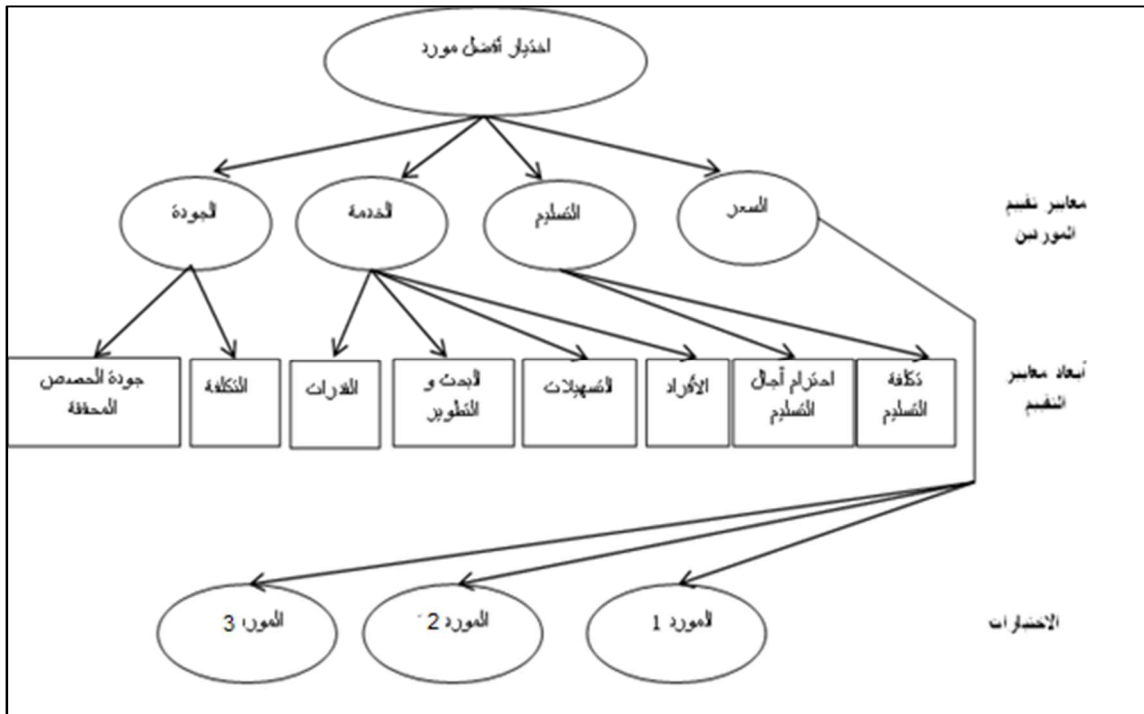 اختيار أفضل مورد
السعر
التسليم
الخدمة
الجودة
معايير تقييم
الموردين
تكلفة
التسليم
احترام آجال
التسليم
الأفراد
التسهيلات
البحث و
التطوير
القدرات
التكلفة
جودة الحصص
المحققة
أبعاد معايير
التقييم
المورد 1
المورد 2
المورد 3
الاختيارات